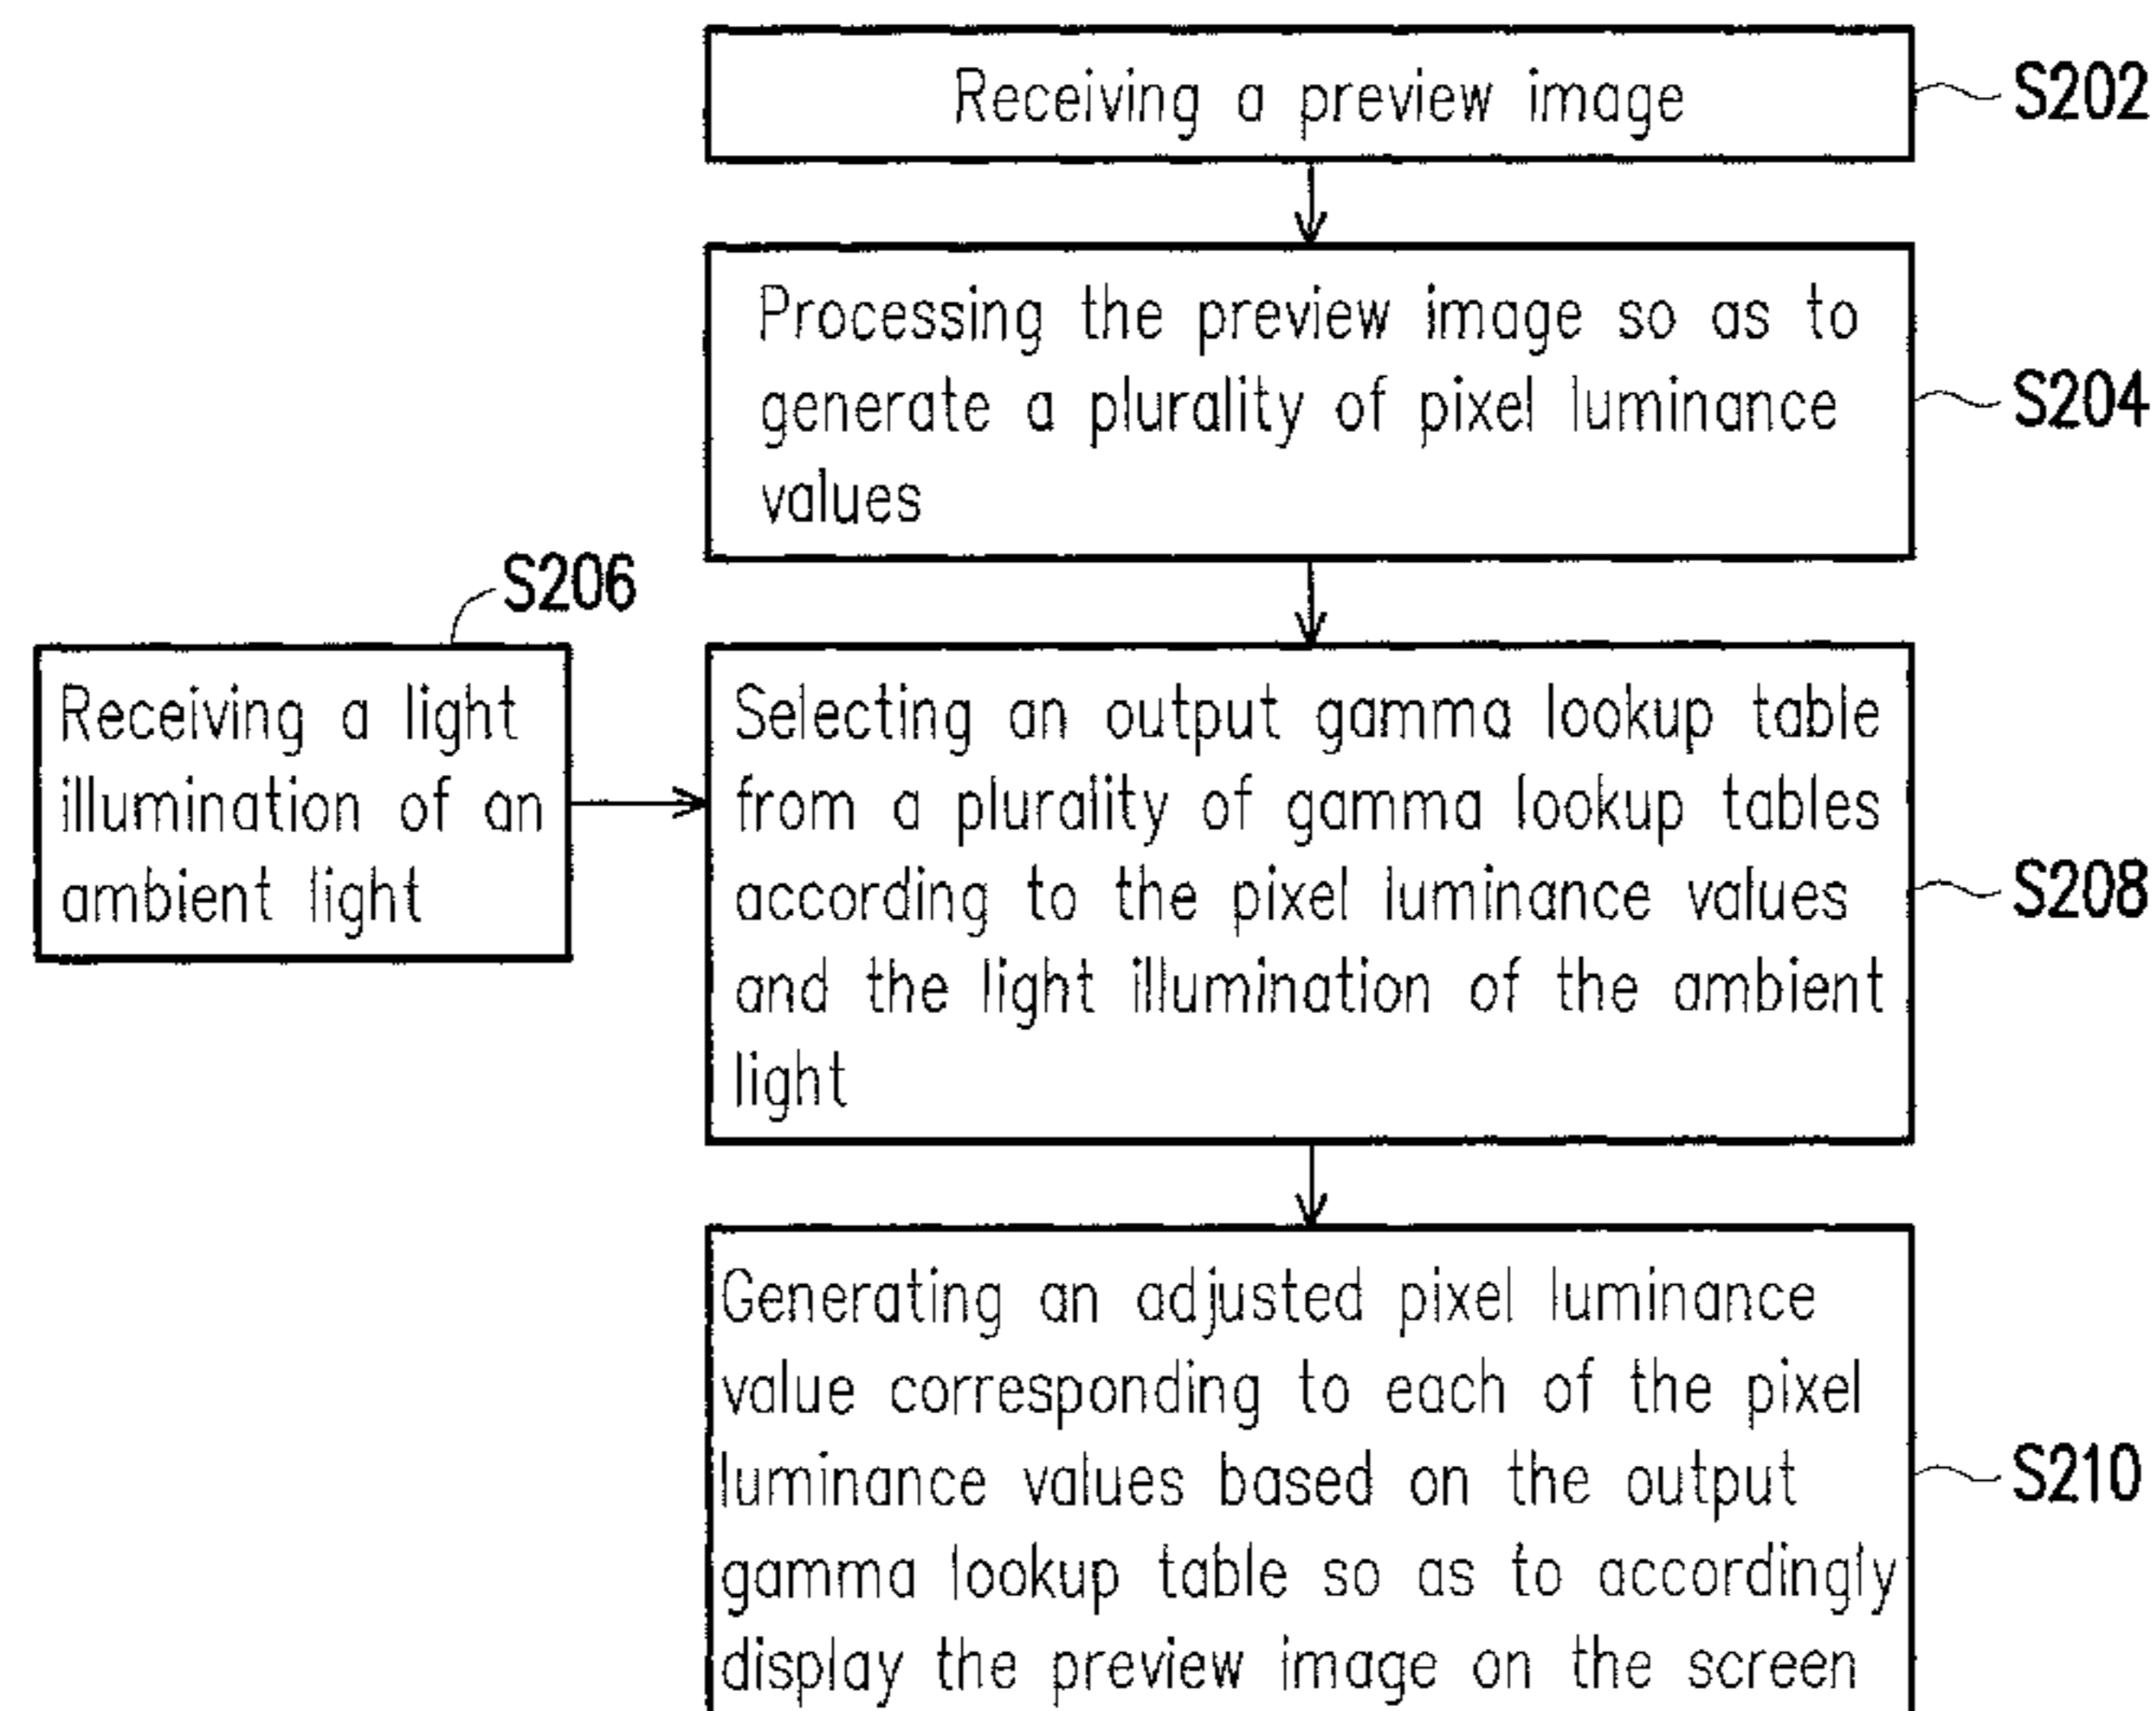 Receiving a preview image
S202
Processing the preview image so as to
generate a plurality of pixel luminance
values
S204
S206
Receiving a light
illumination of an
ambient light
Selecting an output gamma lookup table
from a plurality of gamma lookup tables
according to the pixel luminance values
and the light illumination of the ambient
light
S208
Generating an adjusted pixel luminance
value corresponding to each of the pixel
luminance values based on the output
gamma lookup table so as to accordingly
display the preview image on the screen
S210